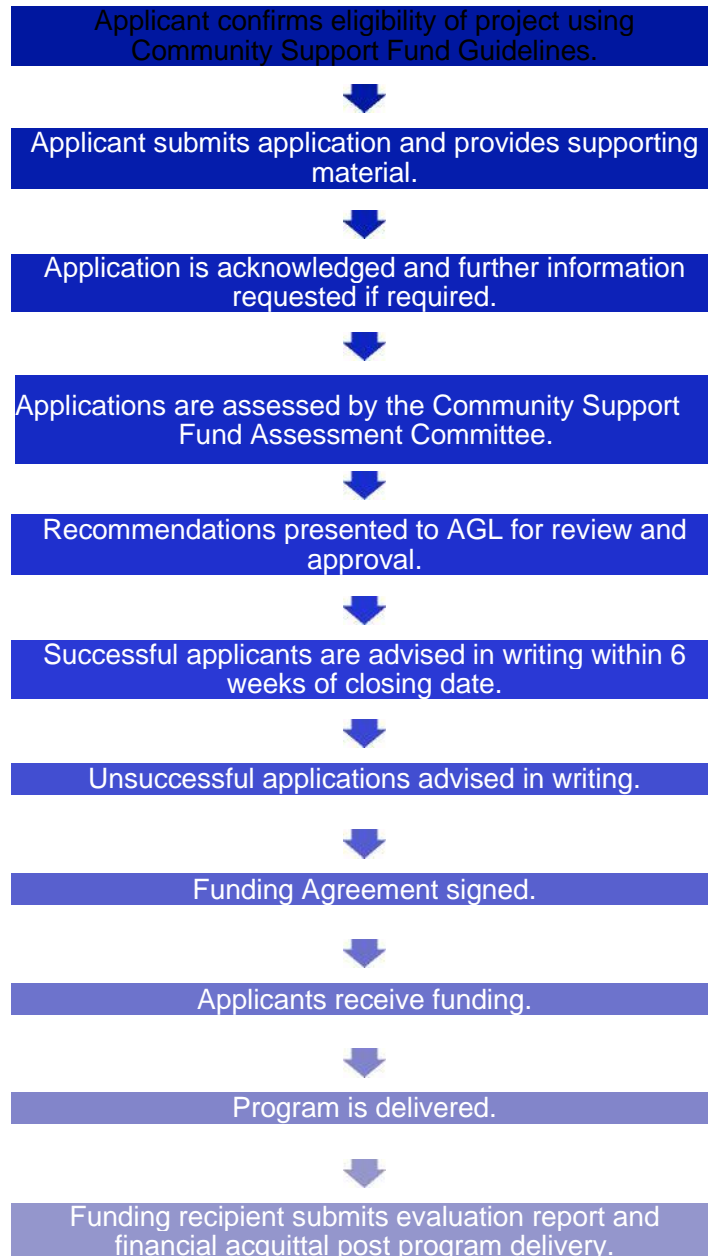 Applicant confirms eligibility of project using
Community Support Fund Guidelines.
Applicant submits application and provides supporting
material.
Application is acknowledged and further information
requested if required.
Applications are assessed by the Community Support
Fund Assessment Committee.
Recommendations presented to AGL for review and
approval.
Successful applicants are advised in writing within 6
weeks of closing date.
Unsuccessful applications advised in writing.
Funding Agreement signed.
Applicants receive funding.
Program is delivered.
Funding recipient submits evaluation report and
financial acquittal post program delivery.